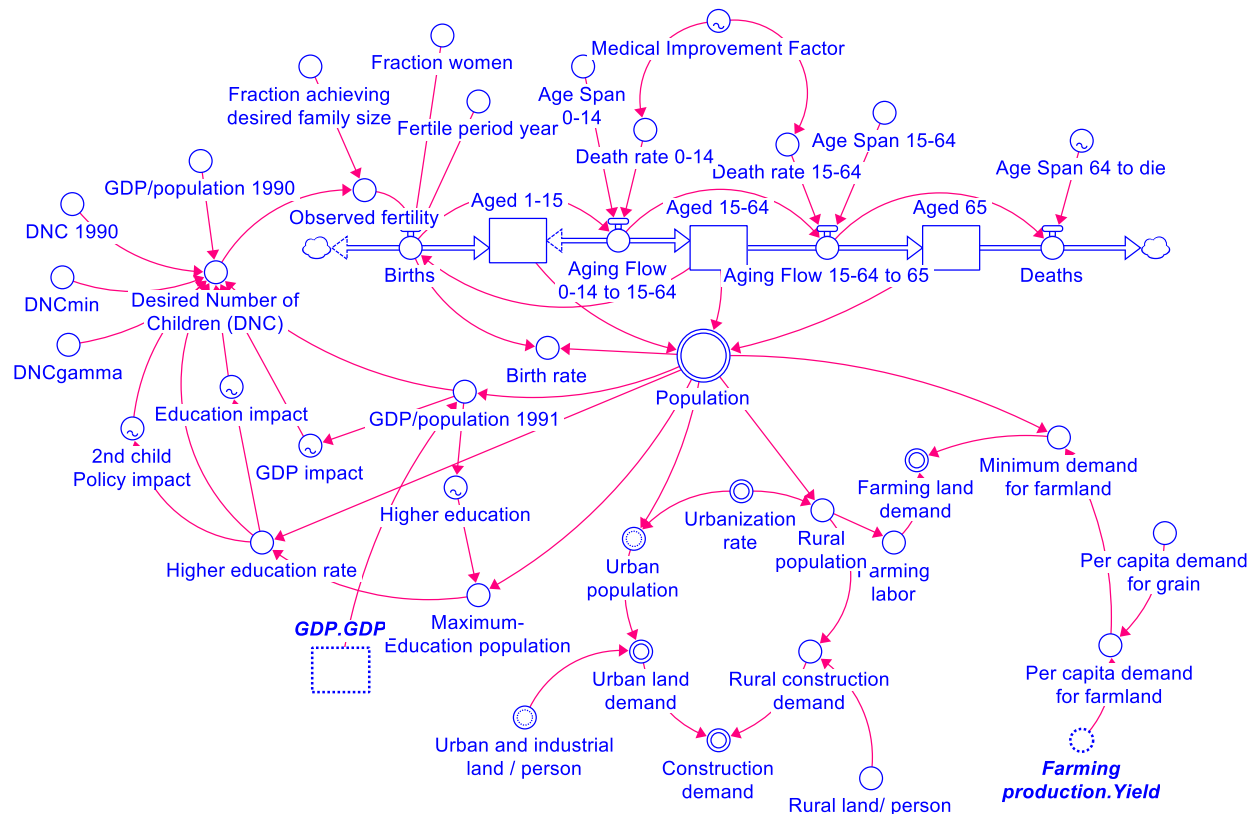 Medical Improvement Factor
Fraction women
Fraction achieving
desired family size
Age Span
0-14
Fertile period year
Age Span 15-64
Death rate 0-14
Death rate 15-64
Age Span 64 to die
GDP/population 1990
DNC 1990
Observed fertility
Aged 1-15
Aged 15-64
Aged 65
Births
Aging Flow
0-14 to 15-64
Aging Flow 15-64 to 65
Deaths
Desired Number of
Children (DNC)
DNCmin
DNCgamma
Birth rate
Population
Education impact
GDP/population 1991
2nd child
Policy impact
GDP impact
Minimum demand
for farmland
Farming land
demand
Higher education
Urbanization
rate
Rural
population
Farming
labor
Higher education rate
Urban
population
Per capita demand
for grain
GDP.GDP
Maximum-
Education population
Urban land
demand
Rural construction
demand
Per capita demand
for farmland
Urban and industrial
land / person
Construction
demand
Rural land/ person
Farming
production.Yield